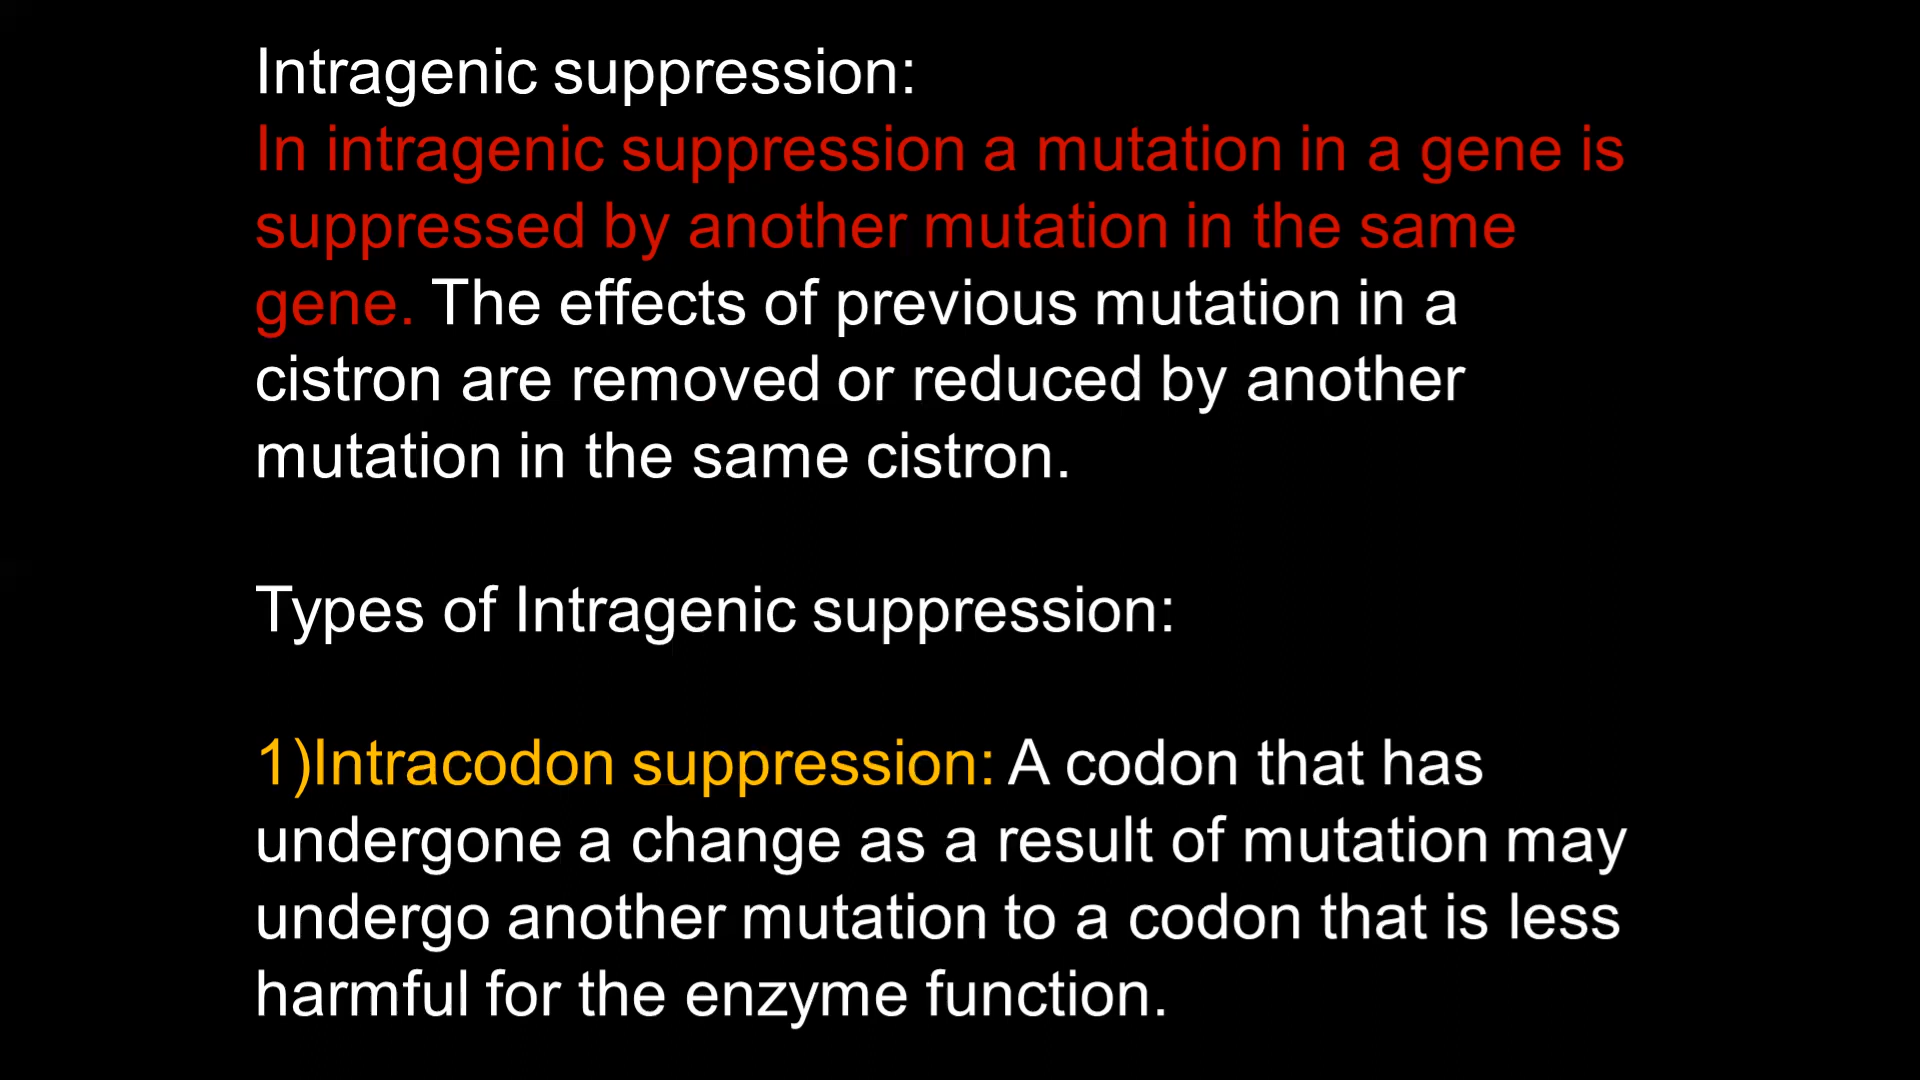 Intragenic suppression:
In intragenic suppression a mutation in a gene is
suppressed by another mutation in the same
gene. The effects of previous mutation in a
cistron are removed or reduced by another
mutation in the same cistron.
Types of Intragenic suppression:
1)Intracodon suppression: A codon that has
undergone a change as a result of mutation may
undergo another mutation to a codon that is less
harmful for the enzyme function.